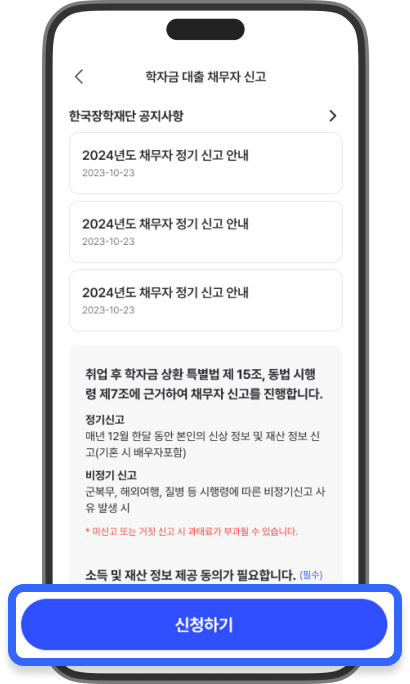 학자금 대출 채무자 신고
한국장학재단 공지사항
2024년도 채무자 정기 신고 안내
2023-10-23
2024년도 채무자 정기 신고 안내
2023-10-23
2024년도 채무자 정기 신고 안내
2023-10-23
취업 후 학자금 상환 특별법 제 15조, 동법 시행
령 제7조에 근거하여 채무자 신고를 진행합니다.
정기신고
매년 12월 한달 동안 본인의 신상 정보 및 재산 정보 신
고(기혼 시 배우자포함)
비정기 신고
군복무, 해외여행, 질병 등 시행령에 따른 비정기신고 사
유 발생 시
* 미신고 또는 거짓 신고 시 과태료가 부과될 수 있습니다.
소득 및 재산 정보 제공 동의가 필요합니다. (필수)
신청하기